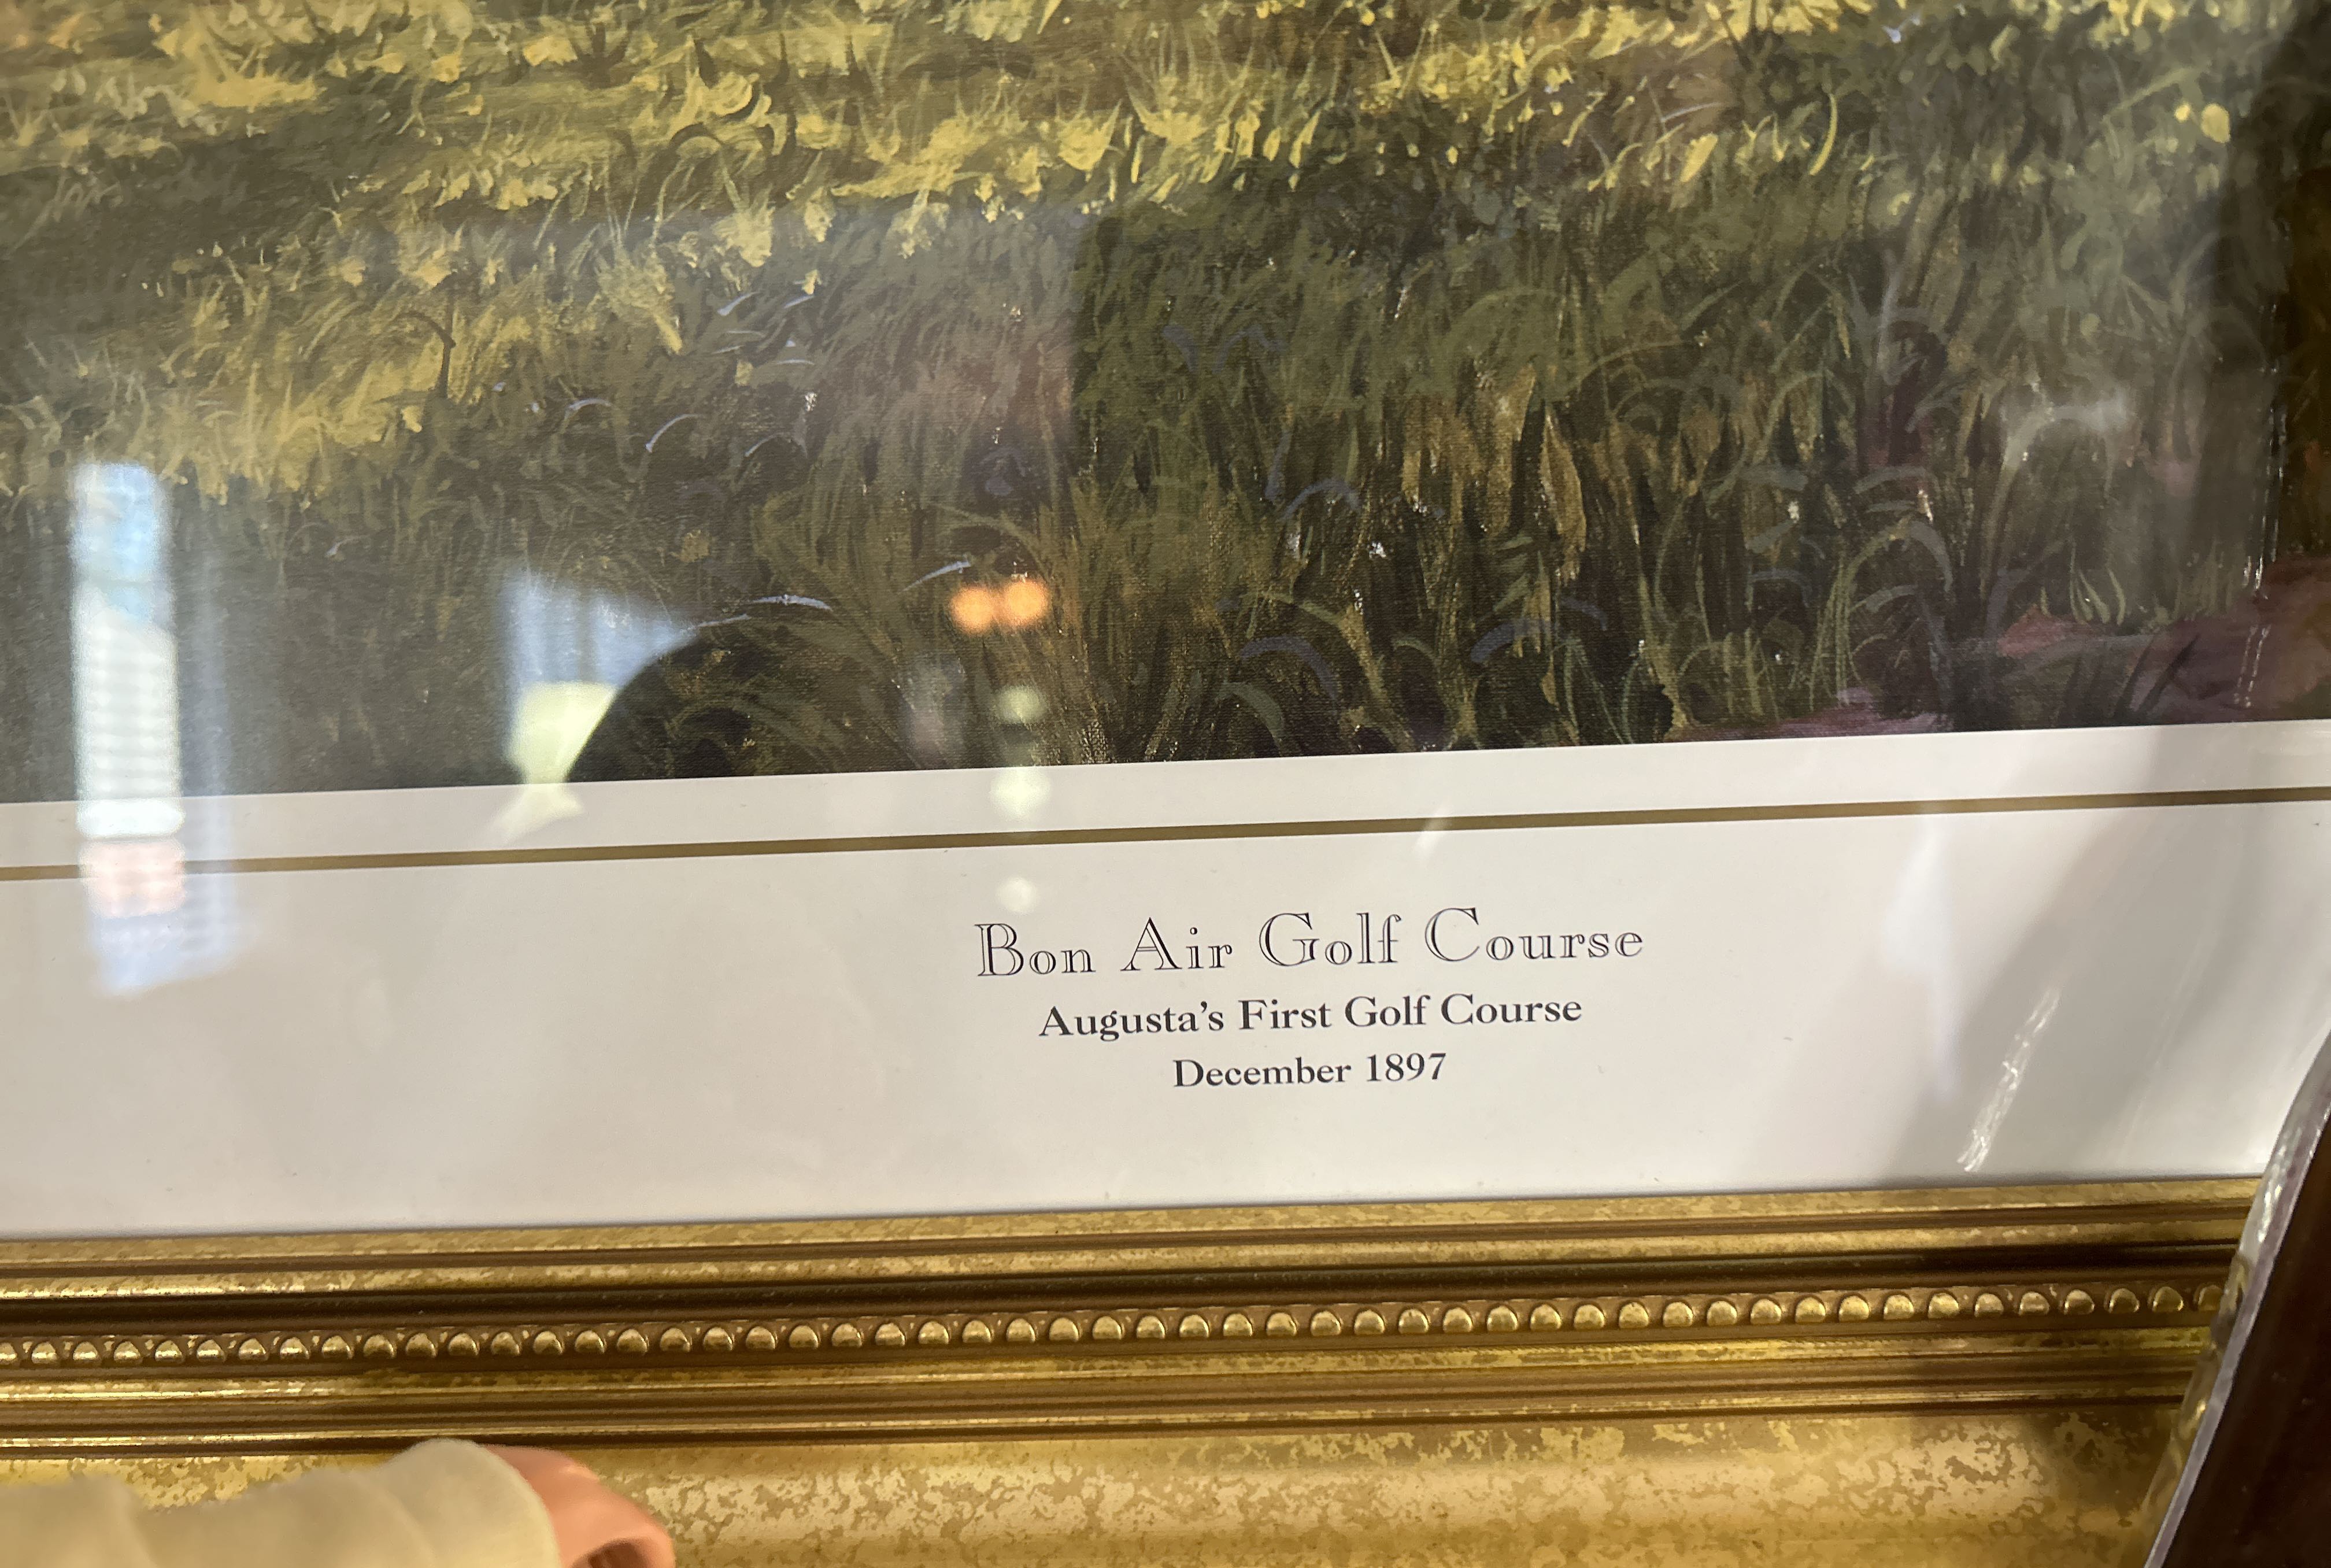 Bon Air Golf Course
Augusta’s First Golf Course
December 1897